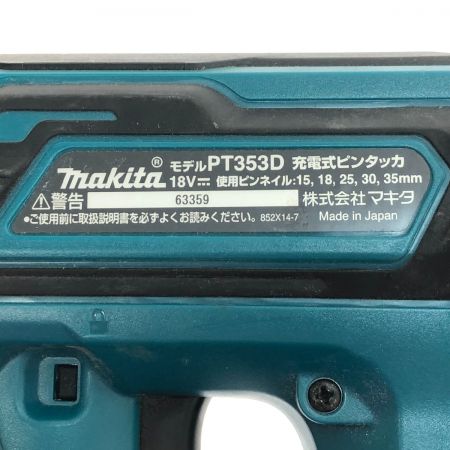 モデルPT353D 充電式ピンタッカ
makita® 18V⎓ 使用ピンネイル:15, 18, 25, 30, 35mm
⚠警告 63359 株式会社マキタ
●ご使用前に取扱説明書を必ずよくお読みください。 852X14-7 Made in Japan